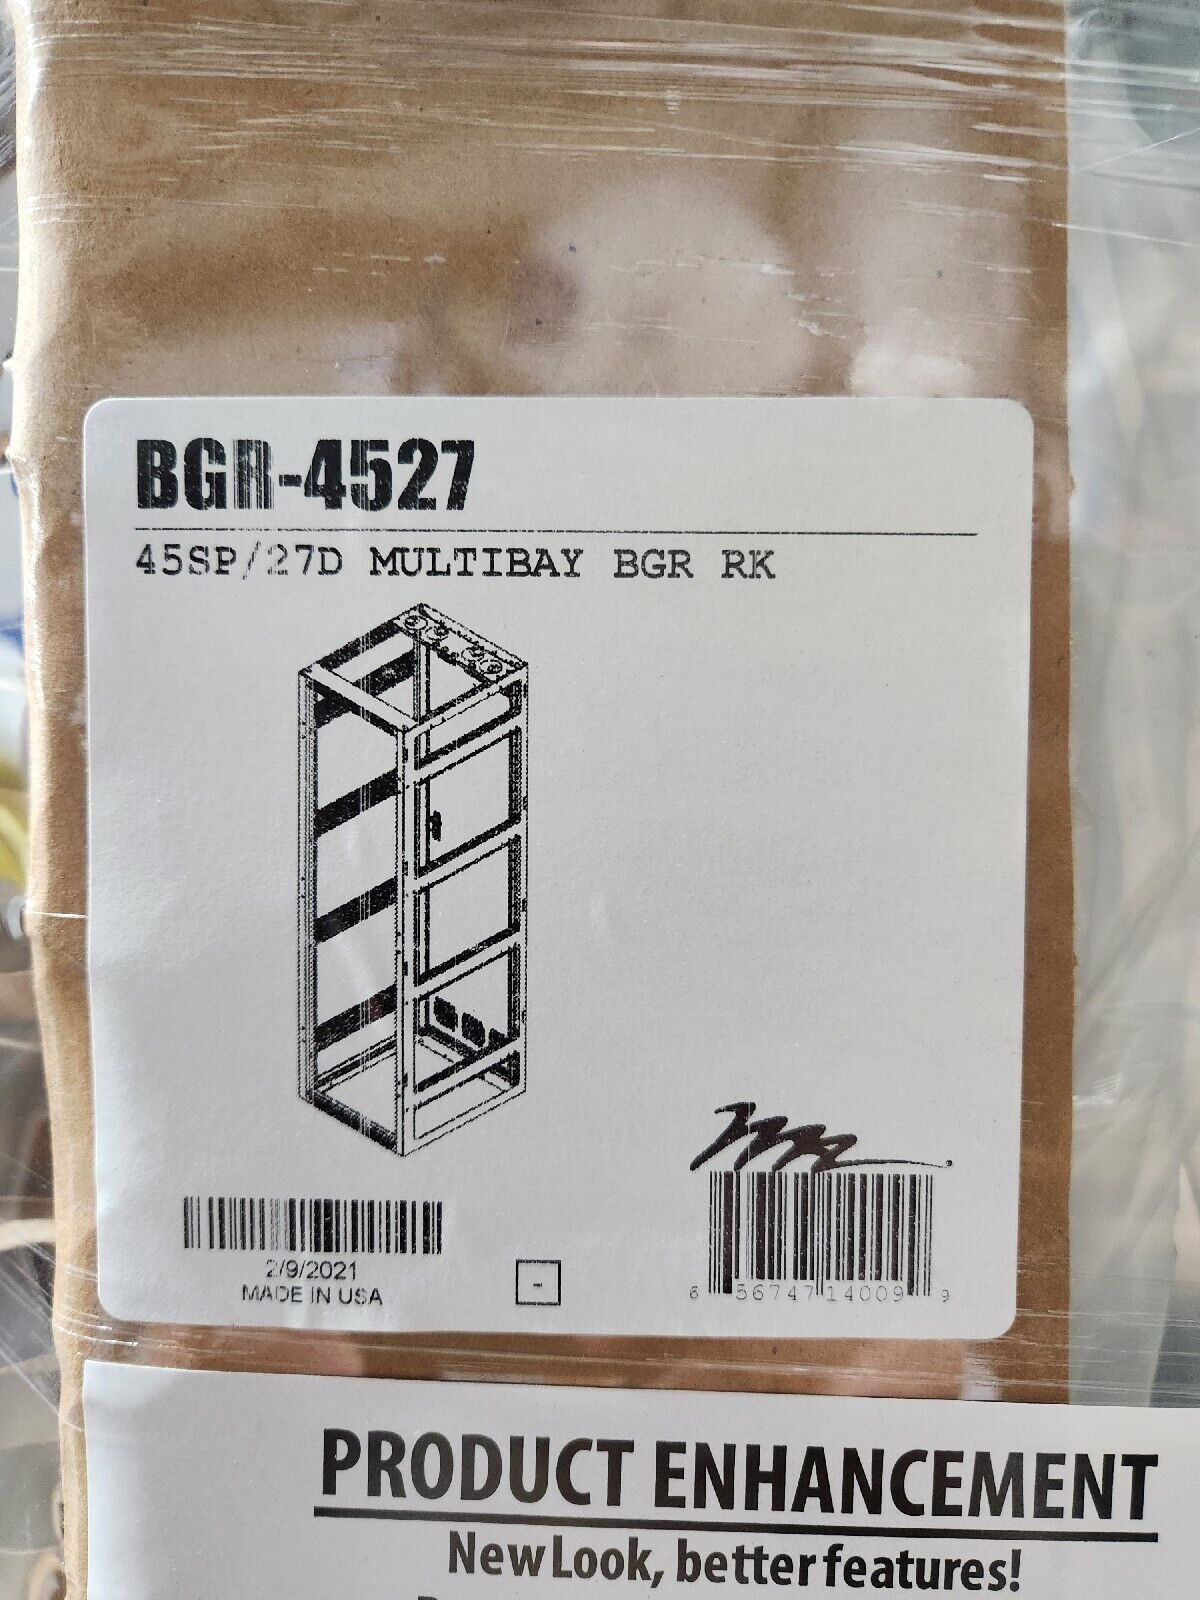 BGR-4527
45SP/27D MULTIBAY BGR RK
2/9/2021
MADE IN USA
-
6 56747 14009 9
PRODUCT ENHANCEMENT
New Look, better features!